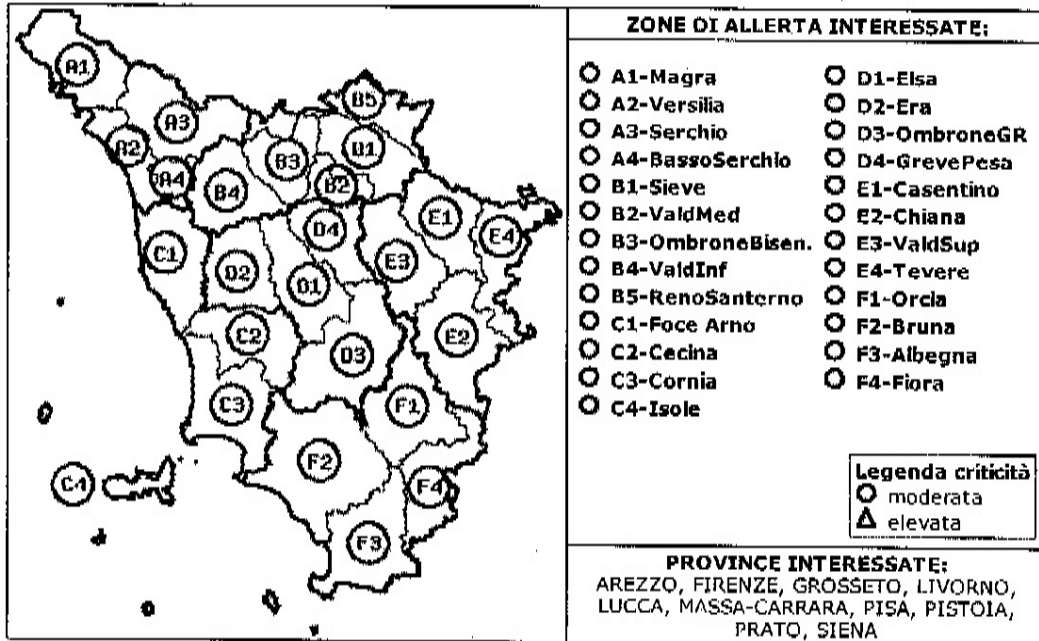 A1
A2
A3
A4
B5
B1
B3
B2
B4
C1
D2
D4
D1
E1
E4
E3
C2
D3
E2
C3
F1
F2
F4
C4
F3
ZONE DI ALLERTA INTERESSATE:
A1-Magra
A2-Versilia
A3-Serchio
A4-BassoSerchio
B1-Sieve
B2-ValdMed
B3-OmbroneBisen.
B4-ValdInf
B5-RenoSanterno
C1-Foce Arno
C2-Cecina
C3-Cornia
C4-Isole
D1-Elsa
D2-Era
D3-OmbroneGR
D4-GrevePesa
E1-Casentino
E2-Chiana
E3-ValdSup
E4-Tevere
F1-Orcia
F2-Bruna
F3-Albegna
F4-Fiora
Legenda criticità
moderata
elevata
PROVINCE INTERESSATE:
AREZZO, FIRENZE, GROSSETO, LIVORNO,
LUCCA, MASSA-CARRARA, PISA, PISTOIA,
PRATO, SIENA